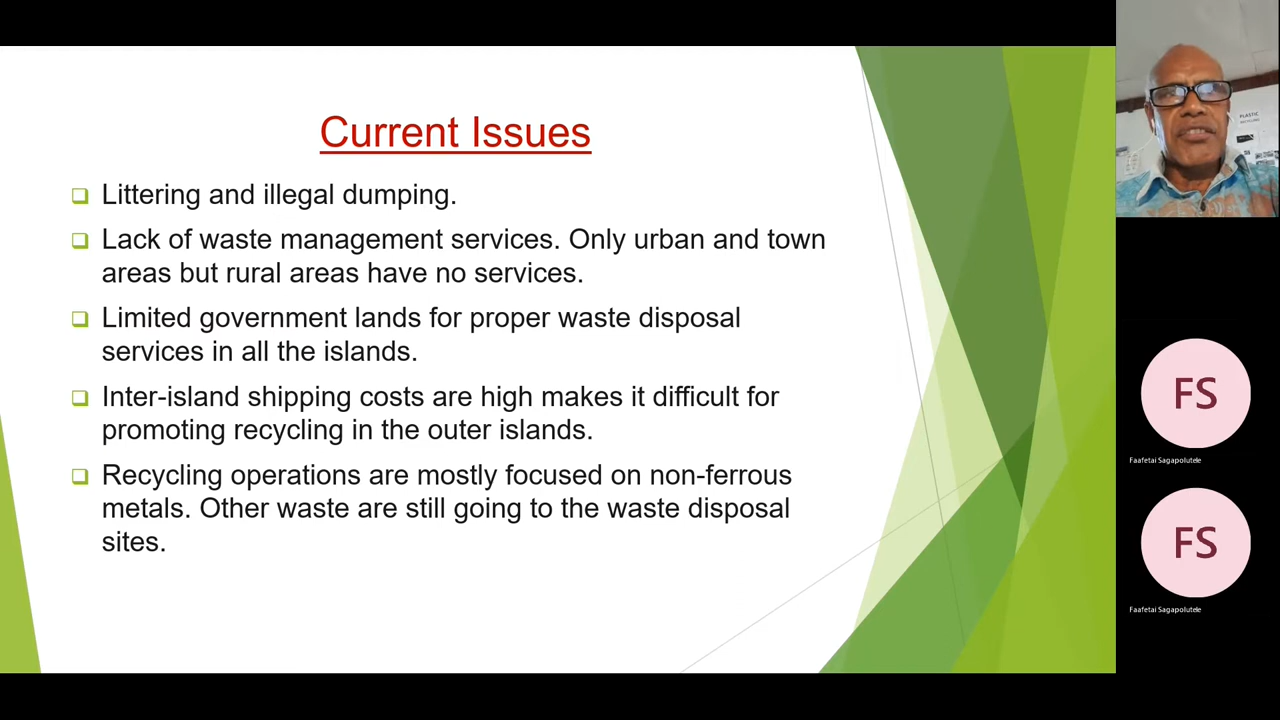 Current Issues
Littering and illegal dumping.
Lack of waste management services. Only urban and town
areas but rural areas have no services.
Limited government lands for proper waste disposal
services in all the islands.
Inter-island shipping costs are high makes it difficult for
promoting recycling in the outer islands.
Recycling operations are mostly focused on non-ferrous
metals. Other waste are still going to the waste disposal
sites.
PLASTIC
FS
Faafetai Sagapolutele
FS
Faafetai Sagapolutele